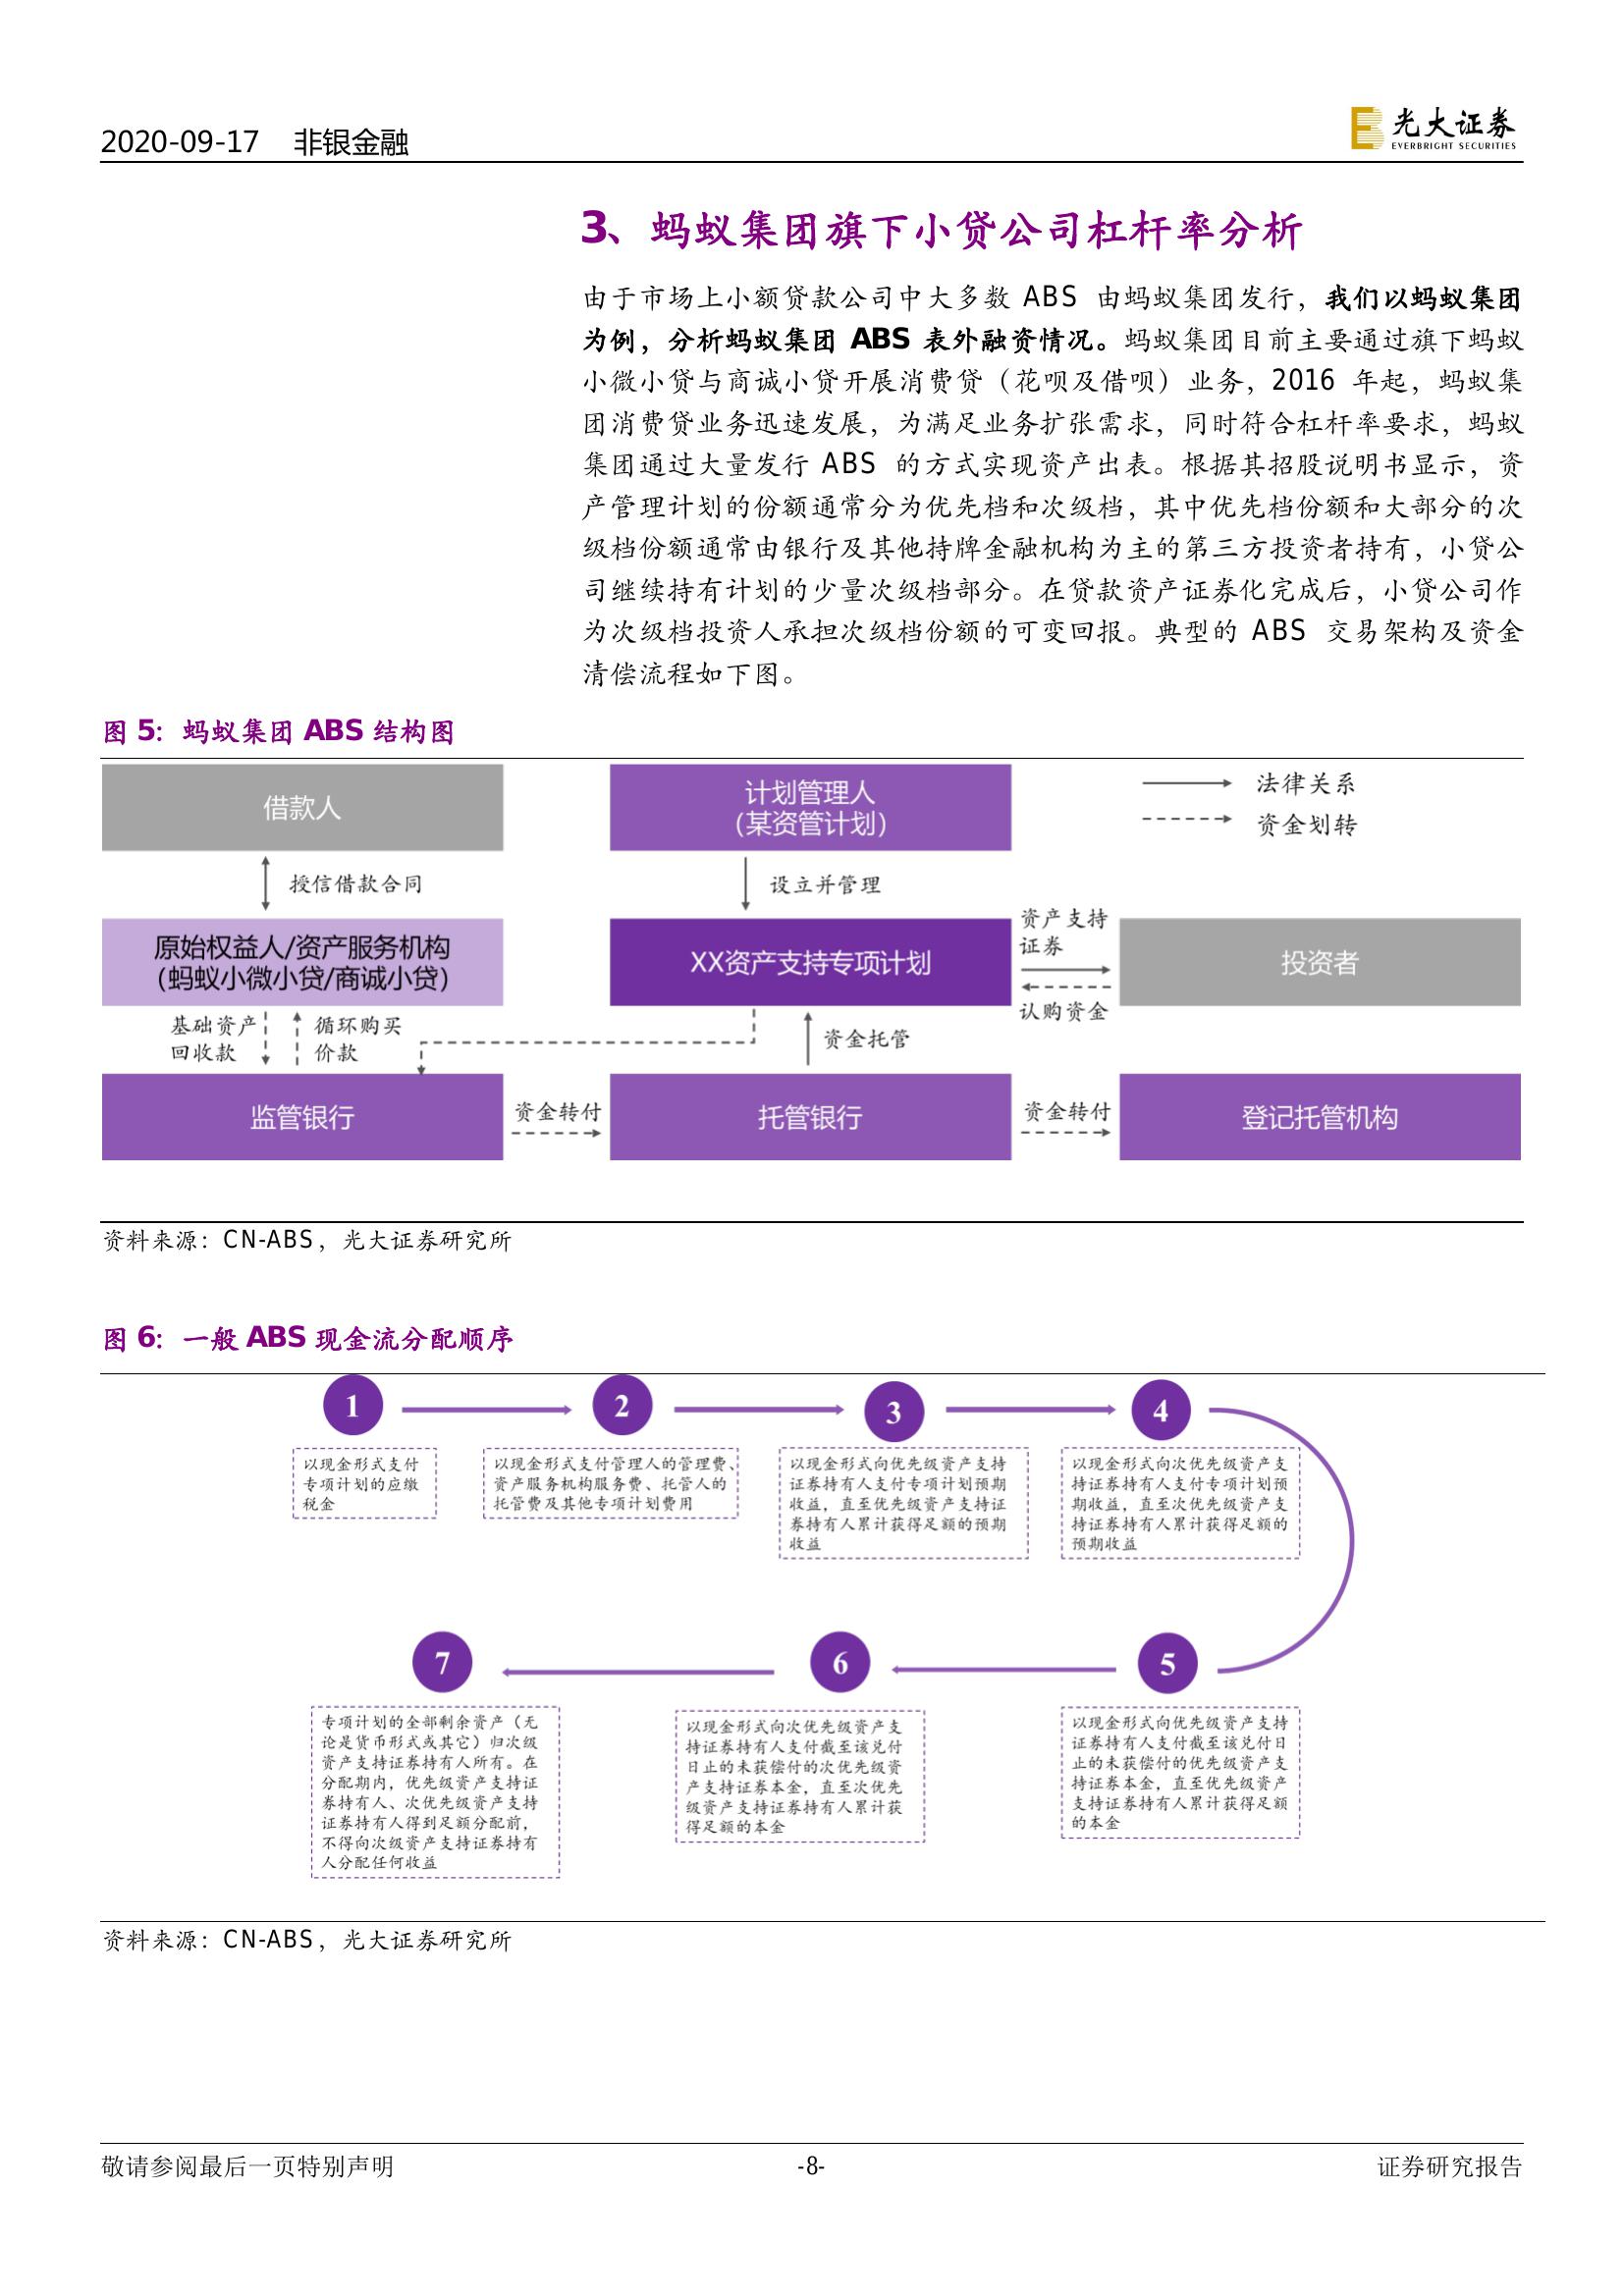 2020-09-17 非银金融
光大证券
EVERBRIGHT SECURITIES
3、蚂蚁集团旗下小贷公司杠杆率分析
由于市场上小额贷款公司中大多数 ABS 由蚂蚁集团发行，我们以蚂蚁集团
为例，分析蚂蚁集团 ABS 表外融资情况。蚂蚁集团目前主要通过旗下蚂蚁
小微小贷与商诚小贷开展消费贷（花呗及借呗）业务，2016 年起，蚂蚁集
团消费贷业务迅速发展，为满足业务扩张需求，同时符合杠杆率要求，蚂蚁
集团通过大量发行 ABS 的方式实现资产出表。根据其招股说明书显示，资
产管理计划的份额通常分为优先档和次级档，其中优先档份额和大部分的次
级档份额通常由银行及其他持牌金融机构为主的第三方投资者持有，小贷公
司继续持有计划的少量次级档部分。在贷款资产证券化完成后，小贷公司作
为次级档投资人承担次级档份额的可变回报。典型的 ABS 交易架构及资金
清偿流程如下图。
图 5：蚂蚁集团 ABS 结构图
借款人
计划管理人
（某资管计划）
法律关系
资金划转
授信借款合同
设立并管理
原始权益人/资产服务机构
（蚂蚁小微小贷/商诚小贷）
XX资产支持专项计划
资产支持
证券
认购资金
投资者
基础资产
回收款
循环购买
价款
资金托管
监管银行
资金转付
托管银行
资金转付
登记托管机构
资料来源：CN-ABS，光大证券研究所
图 6：一般 ABS 现金流分配顺序
1
以现金形式支付
专项计划的应缴
税金
2
以现金形式支付管理人的管理费、
资产服务机构服务费、托管人的
托管费及其他专项计划费用
3
以现金形式向优先级资产支持
证券持有人支付专项计划预期
收益，直至优先级资产支持证
券持有人累计获得足额的预期
收益
4
以现金形式向次优先级资产支
持证券持有人支付专项计划预
期收益，直至次优先级资产支
持证券持有人累计获得足额的
预期收益
5
以现金形式向优先级资产支持
证券持有人支付截至该兑付日
止的未获偿付的优先级资产支
持证券本金，直至优先级资产
支持证券持有人累计获得足额
的本金
6
以现金形式向次优先级资产支
持证券持有人支付截至该兑付
日止的未获偿付的次优先级资
产支持证券本金，直至次优先
级资产支持证券持有人累计获
得足额的本金
7
专项计划的全部剩余资产（无
论是货币形式或其它）归次级
资产支持证券持有人所有。在
分配期内，优先级资产支持证
券持有人、次优先级资产支持
证券持有人得到足额分配前，
不得向次级资产支持证券持有
人分配任何收益
资料来源：CN-ABS，光大证券研究所
敬请参阅最后一页特别声明
-8-
证券研究报告